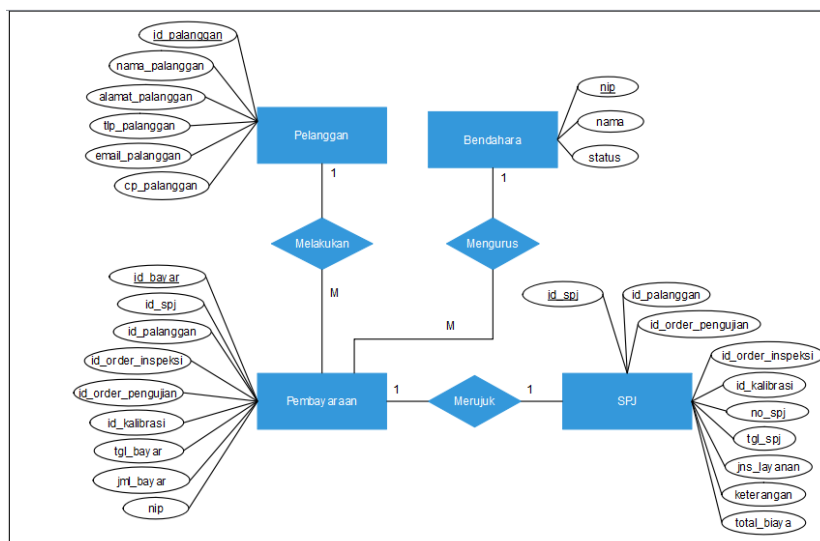 id_palanggan
nama_palanggan
alamat_palanggan
tlp_palanggan
email_palanggan
cp_palanggan
Pelanggan
1
Bendahara
nip
nama
status
1
Melakukan
Mengurus
M
M
id_bayar
id_spj
id_palanggan
id_order_inspeksi
id_order_pengujian
id_kalibrasi
tgl_bayar
jml_bayar
nip
Pembayaraan
1
Merujuk
1
SPJ
id_spj
id_palanggan
id_order_pengujian
id_order_inspeksi
id_kalibrasi
no_spj
tgl_spj
jns_layanan
keterangan
total_biaya